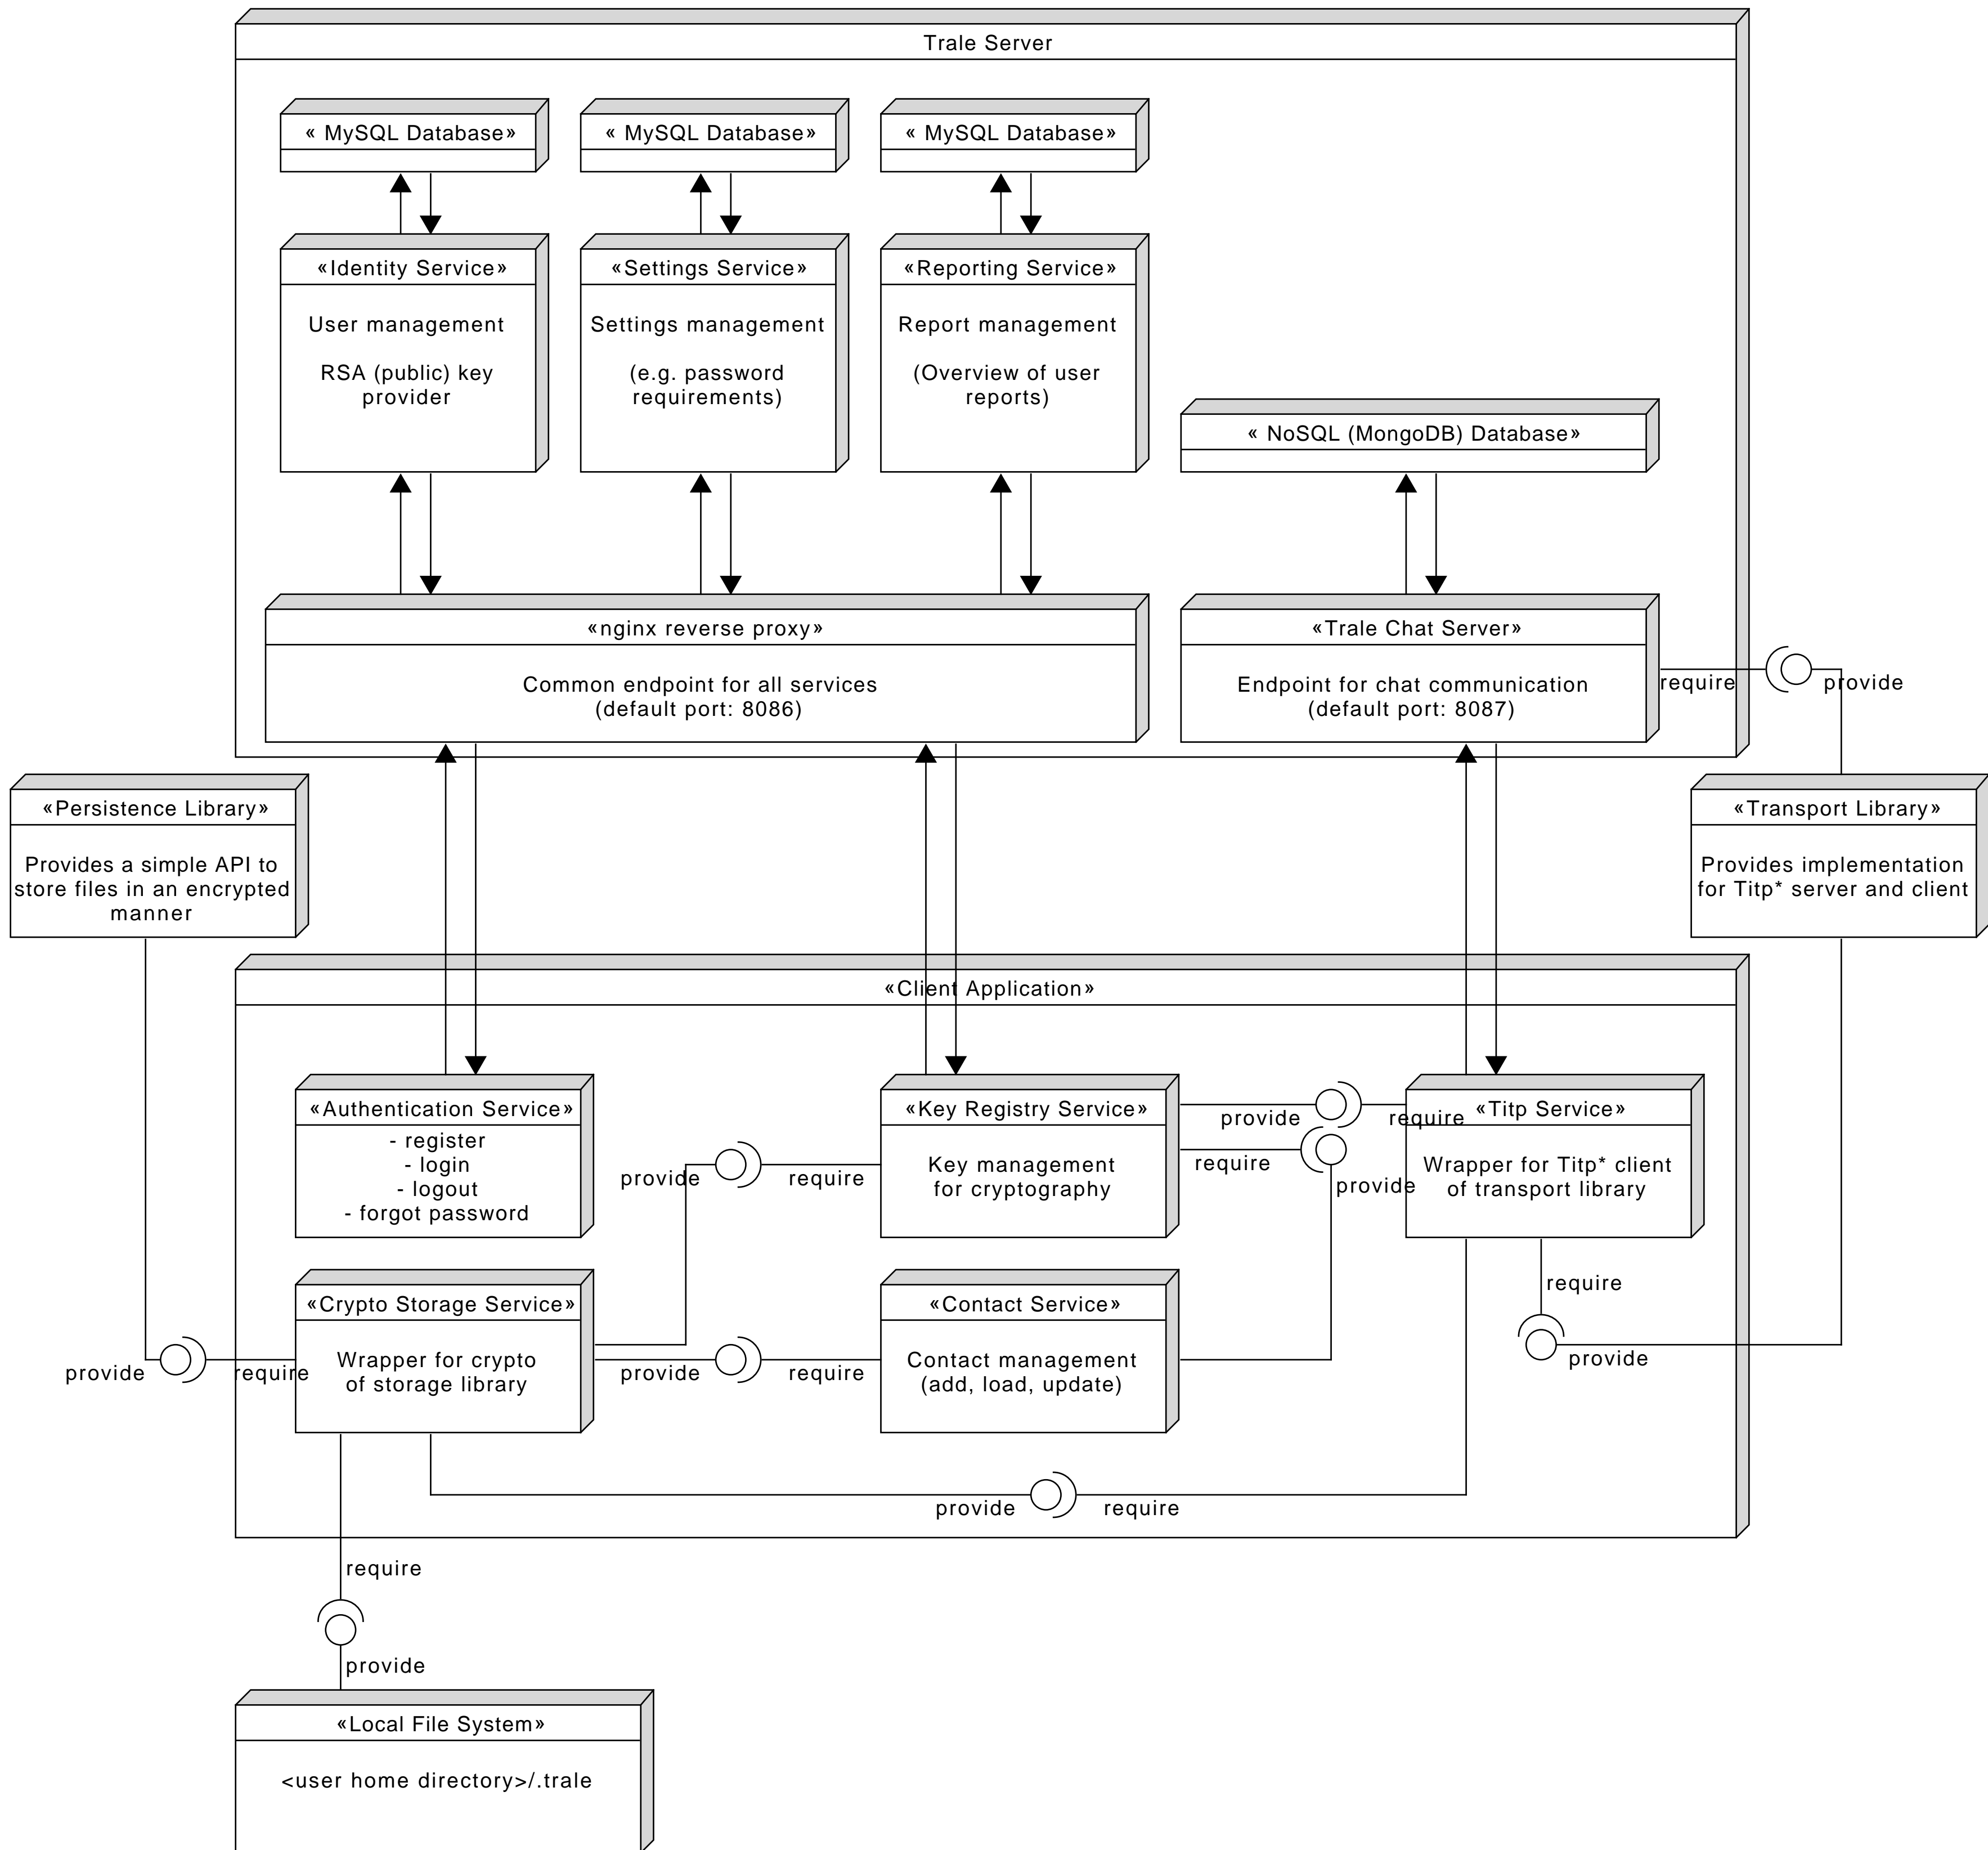 Trale Server
« MySQL Database»
« MySQL Database»
« MySQL Database»
«Identity Service»
User management
RSA (public) key
provider
«Settings Service»
Settings management
(e.g. password
requirements)
«Reporting Service»
Report management
(Overview of user
reports)
« NoSQL (MongoDB) Database»
«nginx reverse proxy»
Common endpoint for all services
(default port: 8086)
«Trale Chat Server»
Endpoint for chat communication
(default port: 8087)
require
provide
«Persistence Library»
Provides a simple API to
store files in an encrypted
manner
«Transport Library»
Provides implementation
for Titp* server and client
«Client Application»
«Authentication Service»
- register
- login
- logout
- forgot password
provide
require
«Key Registry Service»
Key management
for cryptography
provide
require
require
provide
«Titp Service»
Wrapper for Titp* client
of transport library
require
provide
provide
require
«Crypto Storage Service»
Wrapper for crypto
of storage library
provide
require
«Contact Service»
Contact management
(add, load, update)
provide
require
require
provide
«Local File System»
<user home directory>/.trale